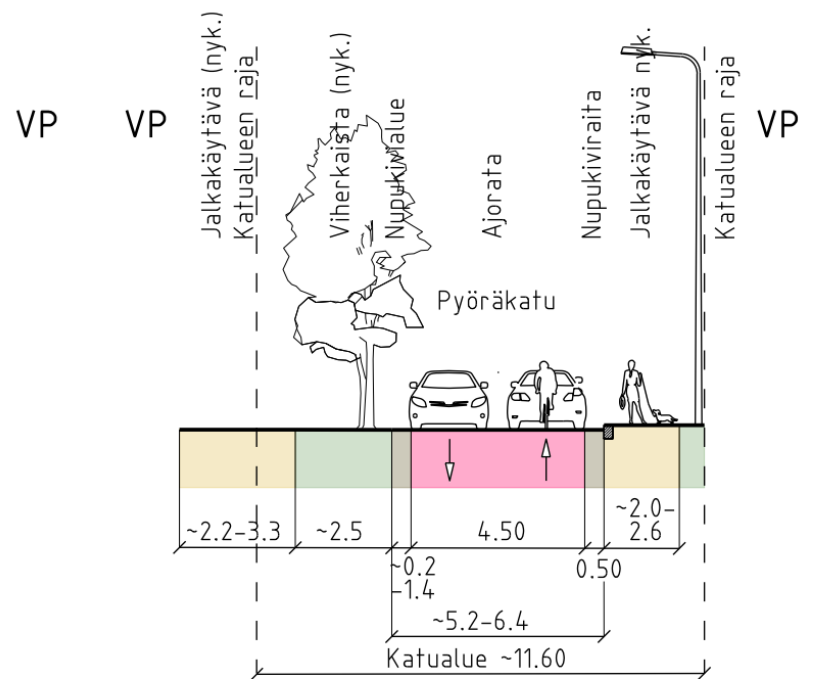 Jalkakäytävä (nyk.)
Katualueen raja
Viherkaista (nyk.)
Nupukivialue
Ajorata
Nupukiviraita
Jalkakäytävä nyk.
Katualueen raja
VP
VP
VP
Pyöräkatu
~2.2-3.3
~2.5
4.50
~2.0-
2.6
~0.2
-1.4
0.50
~5.2-6.4
Katualue ~11.60